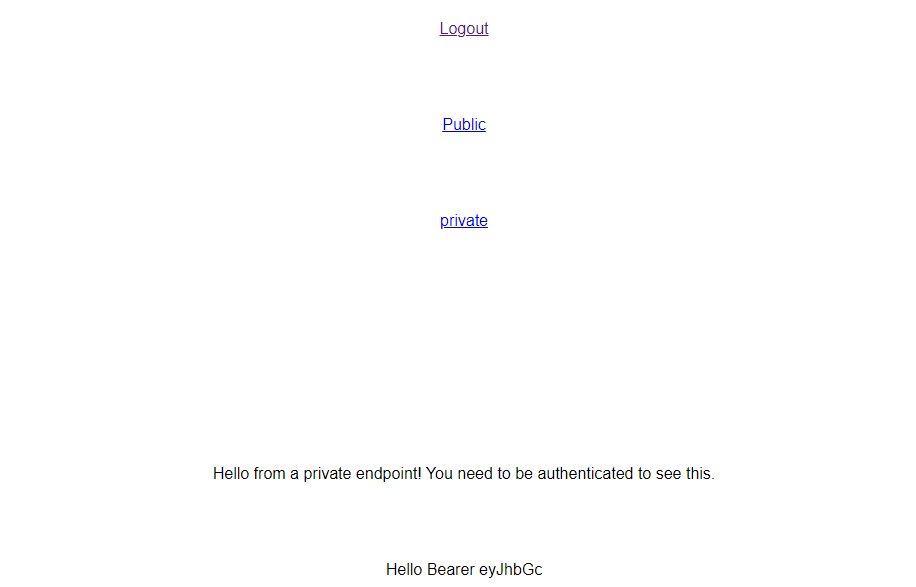 Logout
Public
private
Hello from a private endpoint! You need to be authenticated to see this.
Hello Bearer eyJhbGc